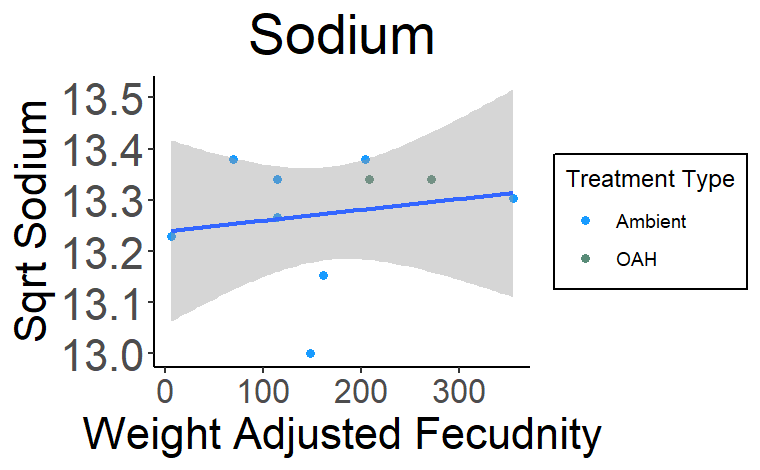 Sodium
Sqrt Sodium
13.5
13.4
13.3
13.2
13.1
13.0
0 100 200 300
Weight Adjusted Fecudnity
Treatment Type
Ambient
OAH